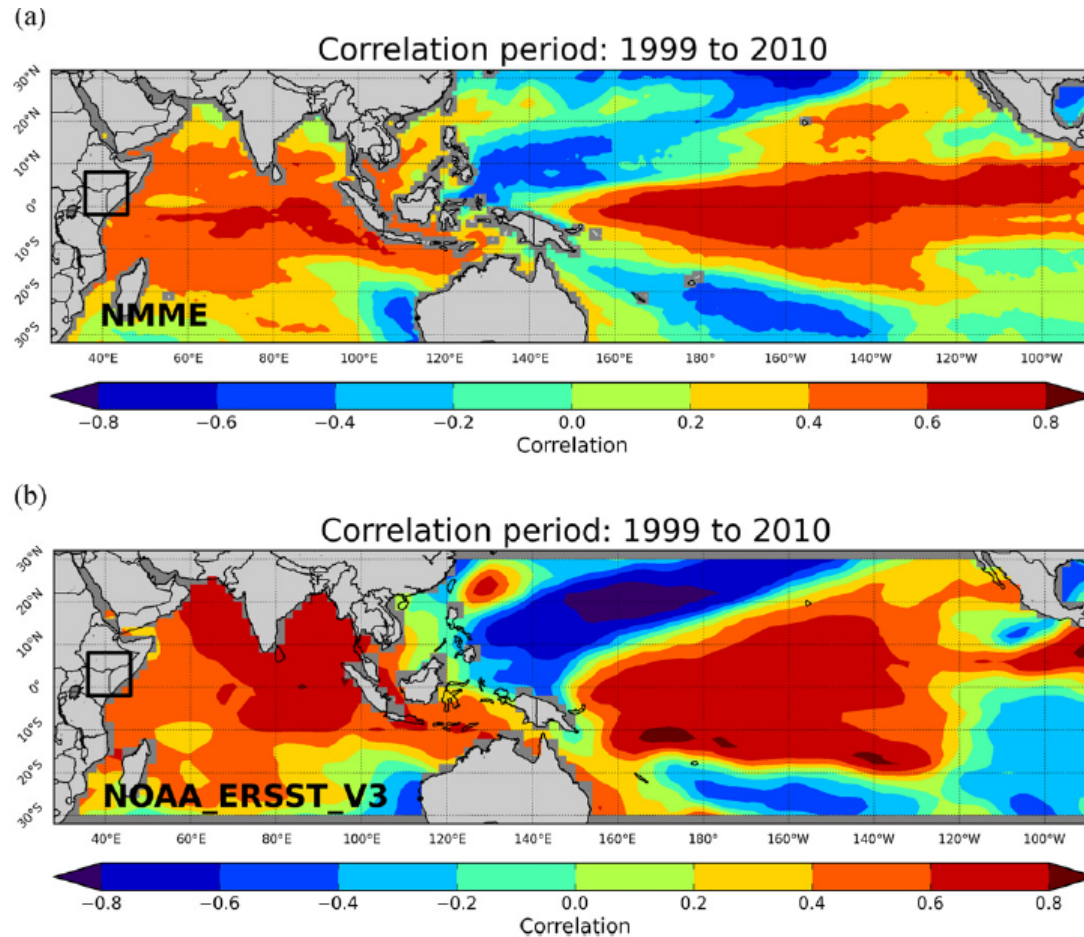 (a)
Correlation period: 1999 to 2010
30°N
20°N
10°N
0°
10°S
20°S
30°S
NMME
40°E 60°E 80°E 100°E 120°E 140°E 160°E 180° 160°W 140°W 120°W 100°W
−0.8 −0.6 −0.4 −0.2 0.0 0.2 0.4 0.6 0.8
Correlation
(b)
Correlation period: 1999 to 2010
30°N
20°N
10°N
0°
10°S
20°S
30°S
NOAA_ERSST_V3
40°E 60°E 80°E 100°E 120°E 140°E 160°E 180° 160°W 140°W 120°W 100°W
−0.8 −0.6 −0.4 −0.2 0.0 0.2 0.4 0.6 0.8
Correlation